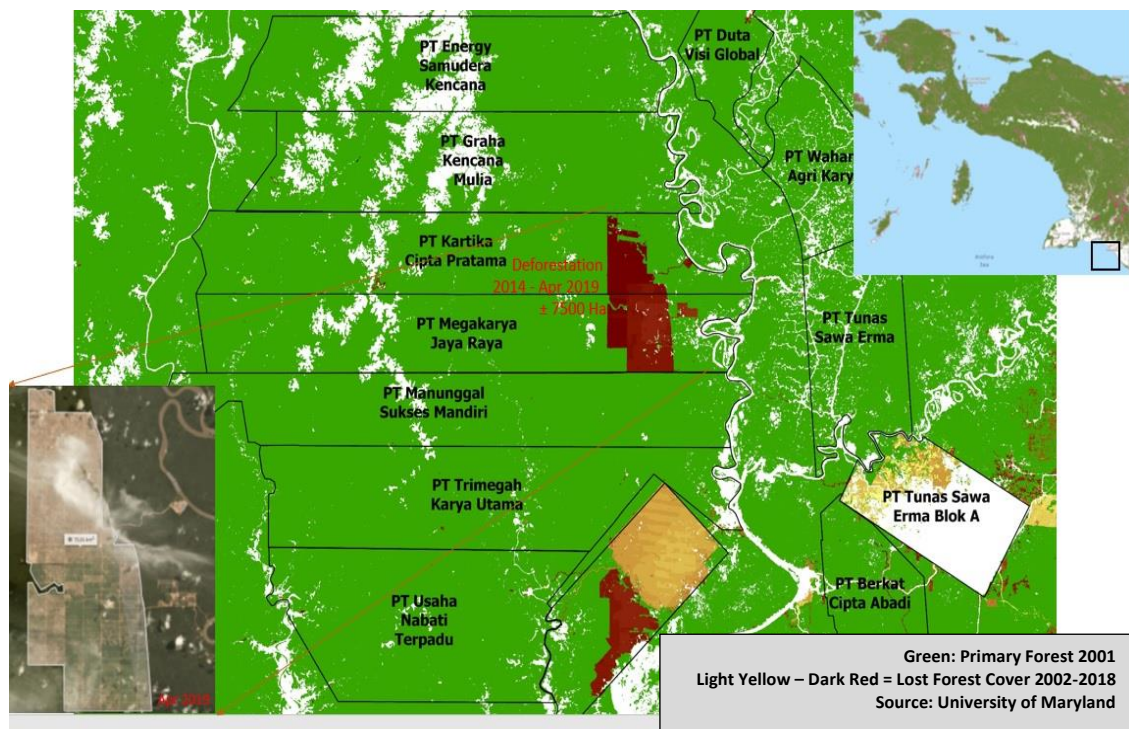 PT Energy
Samudera
Kencana
PT Duta
Visi Global
PT Graha
Kencana
Mulia
PT Wahan
Agri Kary
PT Kartika
Cipta Pratama
Deforestation
2014 - Apr 2019
± 7500 Ha
PT Megakarya
Jaya Raya
PT Tunas
Sawa Erma
PT Manunggal
Sukses Mandiri
PT Trimegah
Karya Utama
PT Tunas Sawa
Erma Blok A
PT Usaha
Nabati
Terpadu
PT Berkat
Cipta Abadi
Apr 2019
Green: Primary Forest 2001
Light Yellow – Dark Red = Lost Forest Cover 2002-2018
Source: University of Maryland